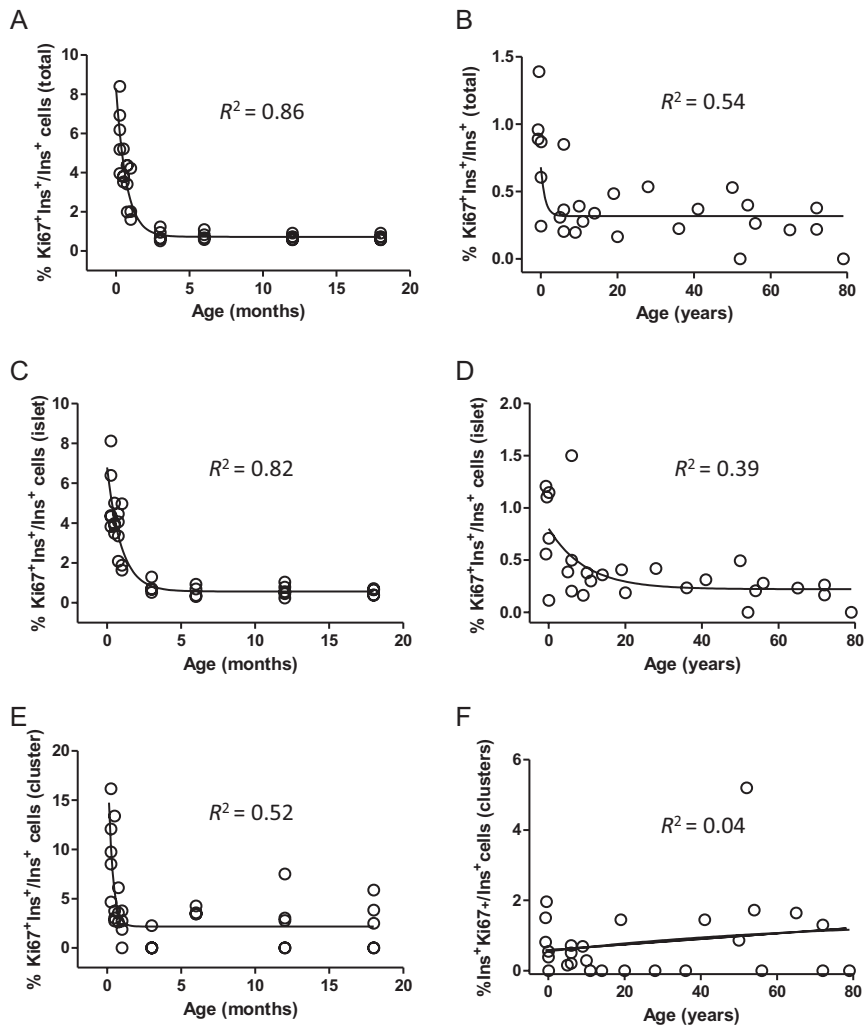 A
% Ki67⁺Ins⁺/Ins⁺ cells (total)
10
8
6
4
2
0
R² = 0.86
0 5 10 15 20
Age (months)
B
% Ki67⁺Ins⁺/Ins⁺ (total)
1.5
1.0
0.5
0.0
R² = 0.54
0 20 40 60 80
Age (years)
C
% Ki67⁺Ins⁺/Ins⁺ cells (islet)
10
8
6
4
2
0
R² = 0.82
0 5 10 15 20
Age (months)
D
% Ki67⁺Ins⁺/Ins⁺ cells (islet)
2.0
1.5
1.0
0.5
0.0
R² = 0.39
0 20 40 60 80
Age (years)
E
% Ki67⁺Ins⁺/Ins⁺ cells (cluster)
20
15
10
5
0
R² = 0.52
0 5 10 15 20
Age (months)
F
%Ins⁺Ki67+/Ins⁺cells (clusters)
6
4
2
0
R² = 0.04
0 20 40 60 80
Age (years)